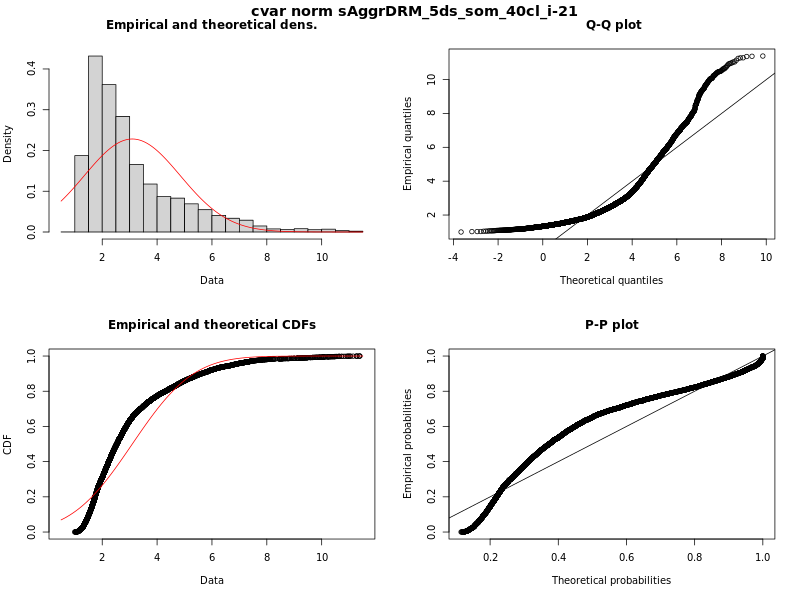 cvar norm sAggrDRM_5ds_som_40cl_i-21
Empirical and theoretical dens.
Density
0.0 0.1 0.2 0.3 0.4
2 4 6 8 10
Data
Q-Q plot
Empirical quantiles
2 4 6 8 10
-4 -2 0 2 4 6 8 10
Theoretical quantiles
Empirical and theoretical CDFs
CDF
0.0 0.2 0.4 0.6 0.8 1.0
2 4 6 8 10
Data
P-P plot
Empirical probabilities
0.0 0.2 0.4 0.6 0.8 1.0
0.2 0.4 0.6 0.8 1.0
Theoretical probabilities